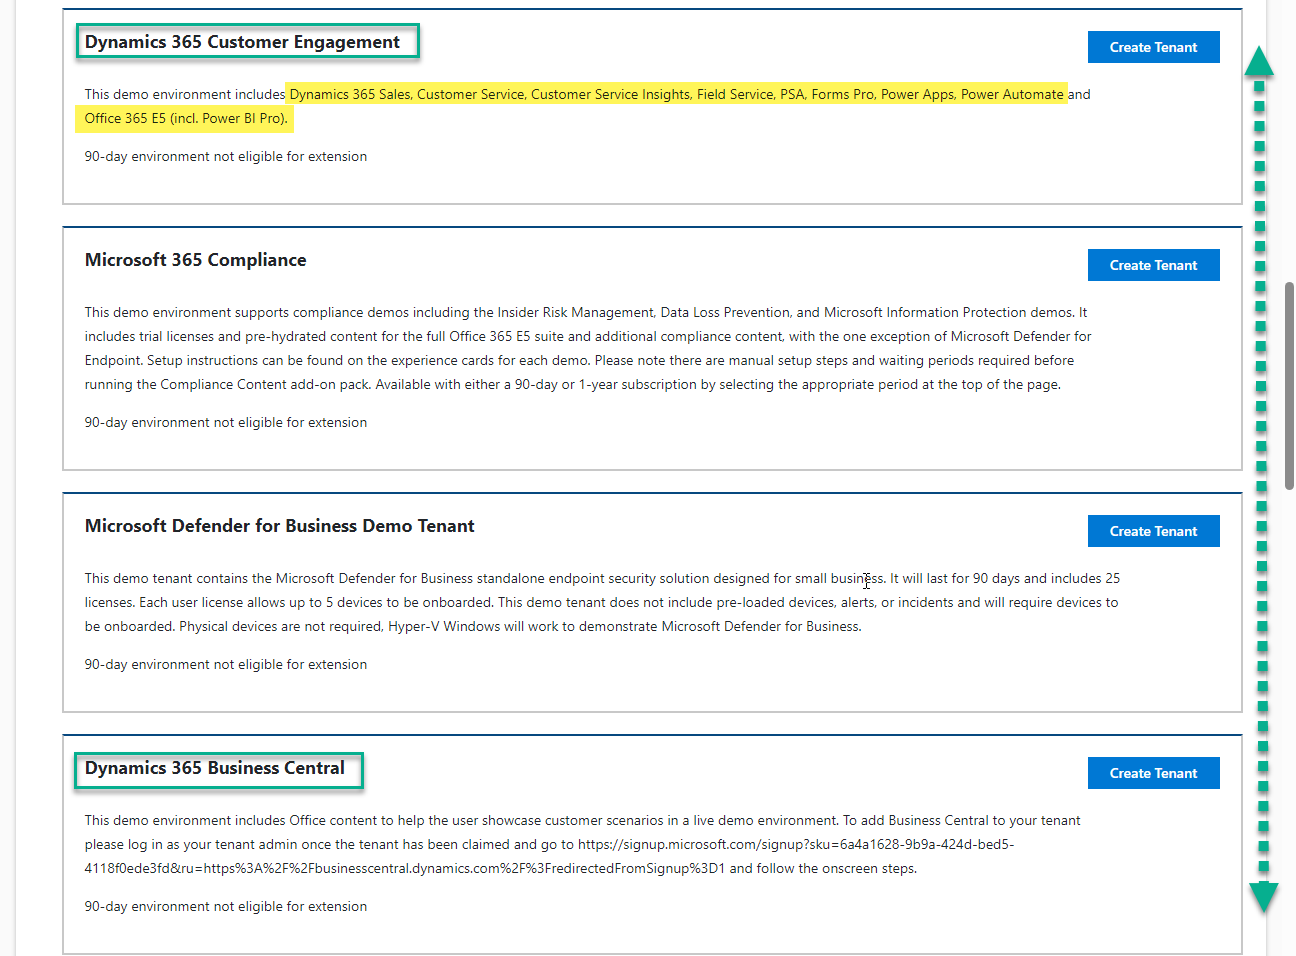 Dynamics 365 Customer Engagement
Create Tenant
This demo environment includes Dynamics 365 Sales, Customer Service, Customer Service Insights, Field Service, PSA, Forms Pro, Power Apps, Power Automate and
Office 365 E5 (incl. Power BI Pro).
90-day environment not eligible for extension
Microsoft 365 Compliance
Create Tenant
This demo environment supports compliance demos including the Insider Risk Management, Data Loss Prevention, and Microsoft Information Protection demos. It
includes trial licenses and pre-hydrated content for the full Office 365 E5 suite and additional compliance content, with the one exception of Microsoft Defender for
Endpoint. Setup instructions can be found on the experience cards for each demo. Please note there are manual setup steps and waiting periods required before
running the Compliance Content add-on pack. Available with either a 90-day or 1-year subscription by selecting the appropriate period at the top of the page.
90-day environment not eligible for extension
Microsoft Defender for Business Demo Tenant
Create Tenant
This demo tenant contains the Microsoft Defender for Business standalone endpoint security solution designed for small business. It will last for 90 days and includes 25
licenses. Each user license allows up to 5 devices to be onboarded. This demo tenant does not include pre-loaded devices, alerts, or incidents and will require devices to
be onboarded. Physical devices are not required, Hyper-V Windows will work to demonstrate Microsoft Defender for Business.
90-day environment not eligible for extension
Dynamics 365 Business Central
Create Tenant
This demo environment includes Office content to help the user showcase customer scenarios in a live demo environment. To add Business Central to your tenant
please log in as your tenant admin once the tenant has been claimed and go to https://signup.microsoft.com/signup?sku=6a4a1628-9b9a-424d-bed5-
4118f0ede3fd&ru=https%3A%2F%2Fbusinesscentral.dynamics.com%2F%3FredirectedFromSignup%3D1 and follow the onscreen steps.
90-day environment not eligible for extension